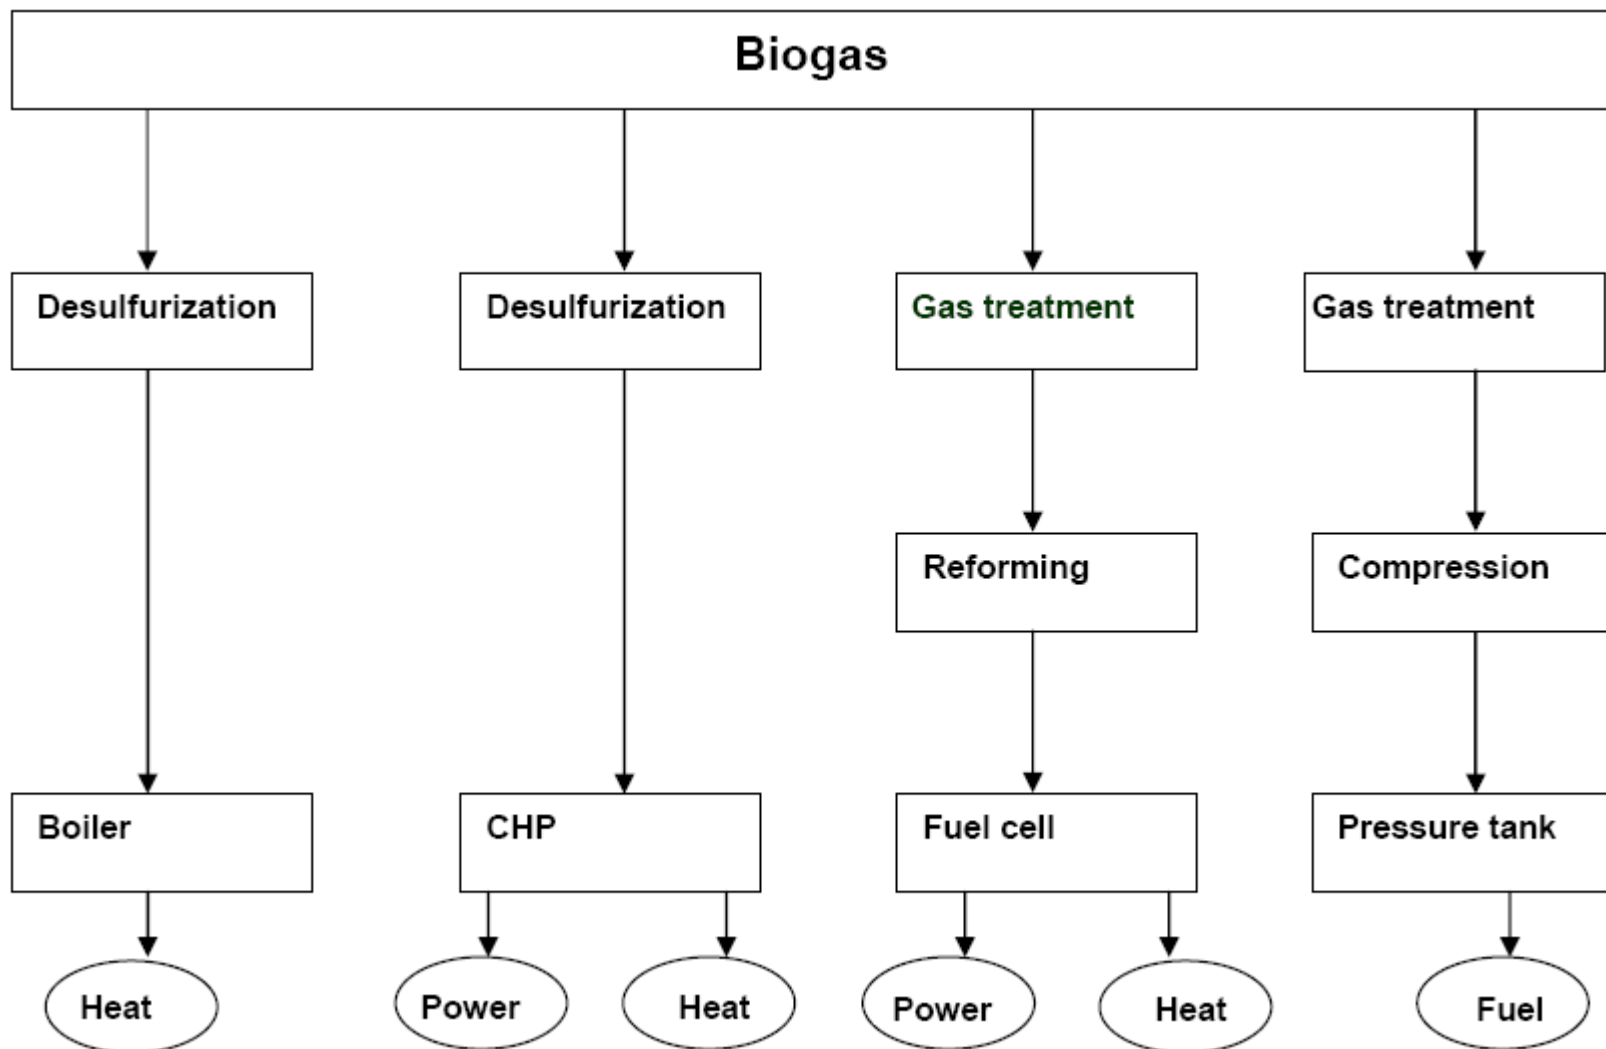 Biogas
Desulfurization
Desulfurization
Gas treatment
Gas treatment
Reforming
Compression
Boiler
CHP
Fuel cell
Pressure tank
Heat
Power
Heat
Power
Heat
Fuel